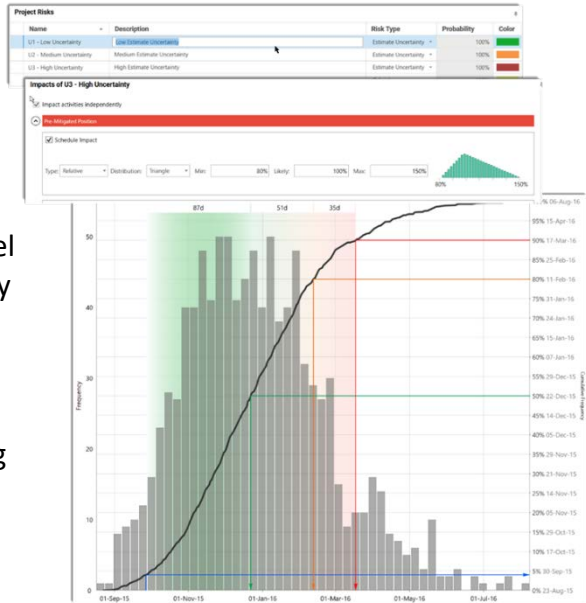 Project Risks
Name Description Risk Type Probability Color
U1 - Low Uncertainty Low Estimate Uncertainty Estimate Uncertainty 100%
U2 - Medium Uncertainty Medium Estimate Uncertainty Estimate Uncertainty 100%
U3 - High Uncertainty High Estimate Uncertainty Estimate Uncertainty 100%
Impacts of U3 - High Uncertainty
Impact activities independently
Pre-Mitigated Position
Schedule Impact
Type: Relative Distribution: Triangle Min: 80% Likely: 100% Max: 150%
80% 150%
el
y
g
87d 51d 35d
06-Aug-16
95% 15-Apr-16
90% 17-Mar-16
85% 25-Feb-16
80% 11-Feb-16
75% 31-Jan-16
70% 24-Jan-16
65% 15-Jan-16
60% 07-Jan-16
55% 29-Dec-15
50% 22-Dec-15
45% 14-Dec-15
40% 05-Dec-15
35% 29-Nov-15
30% 21-Nov-15
25% 14-Nov-15
20% 05-Nov-15
15% 29-Oct-15
10% 17-Oct-15
5% 30-Sep-15
0% 23-Aug-15
Cumulative Frequency
Frequency
50
40
30
20
10
0
01-Sep-15 01-Nov-15 01-Jan-16 01-Mar-16 01-May-16 01-Jul-16